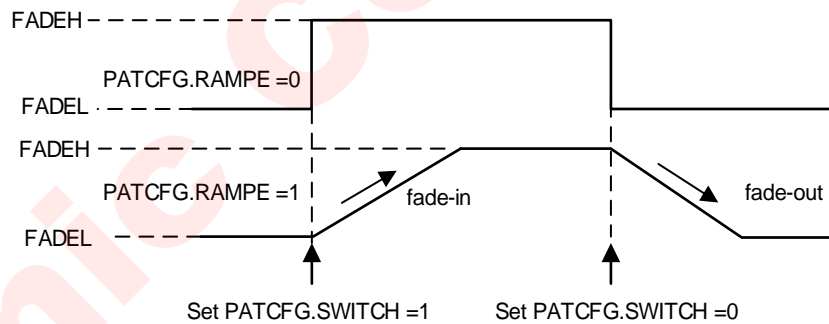 FADEH
PATCFG.RAMPE =0
FADEL
FADEH
PATCFG.RAMPE =1
fade-in
fade-out
FADEL
Set PATCFG.SWITCH =1
Set PATCFG.SWITCH =0